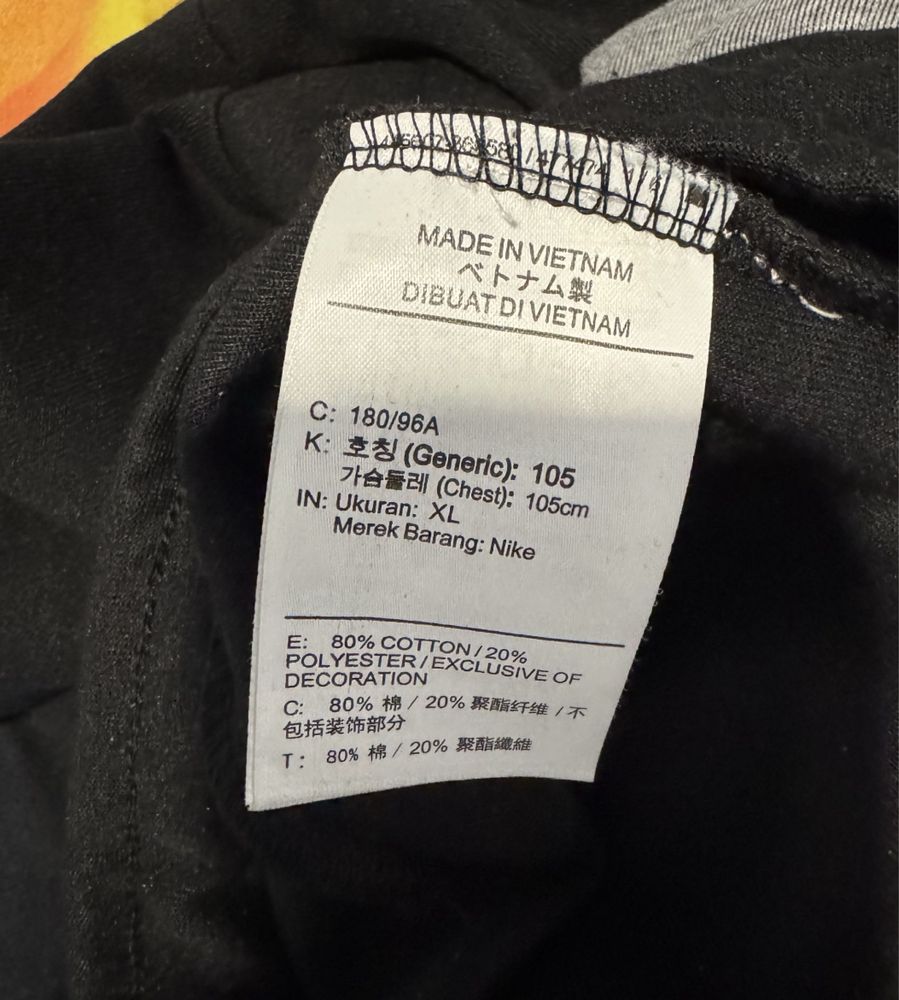 MADE IN VIETNAM
ベトナム製
DIBUAT DI VIETNAM
C: 180/96A
K: 호칭 (Generic): 105
가슴둘레 (Chest): 105cm
IN: Ukuran: XL
Merek Barang: Nike
E: 80% COTTON / 20%
POLYESTER / EXCLUSIVE OF
DECORATION
C: 80% 棉 / 20% 聚酯纤维 / 不
包括装饰部分
T: 80% 棉 / 20% 聚酯纖維